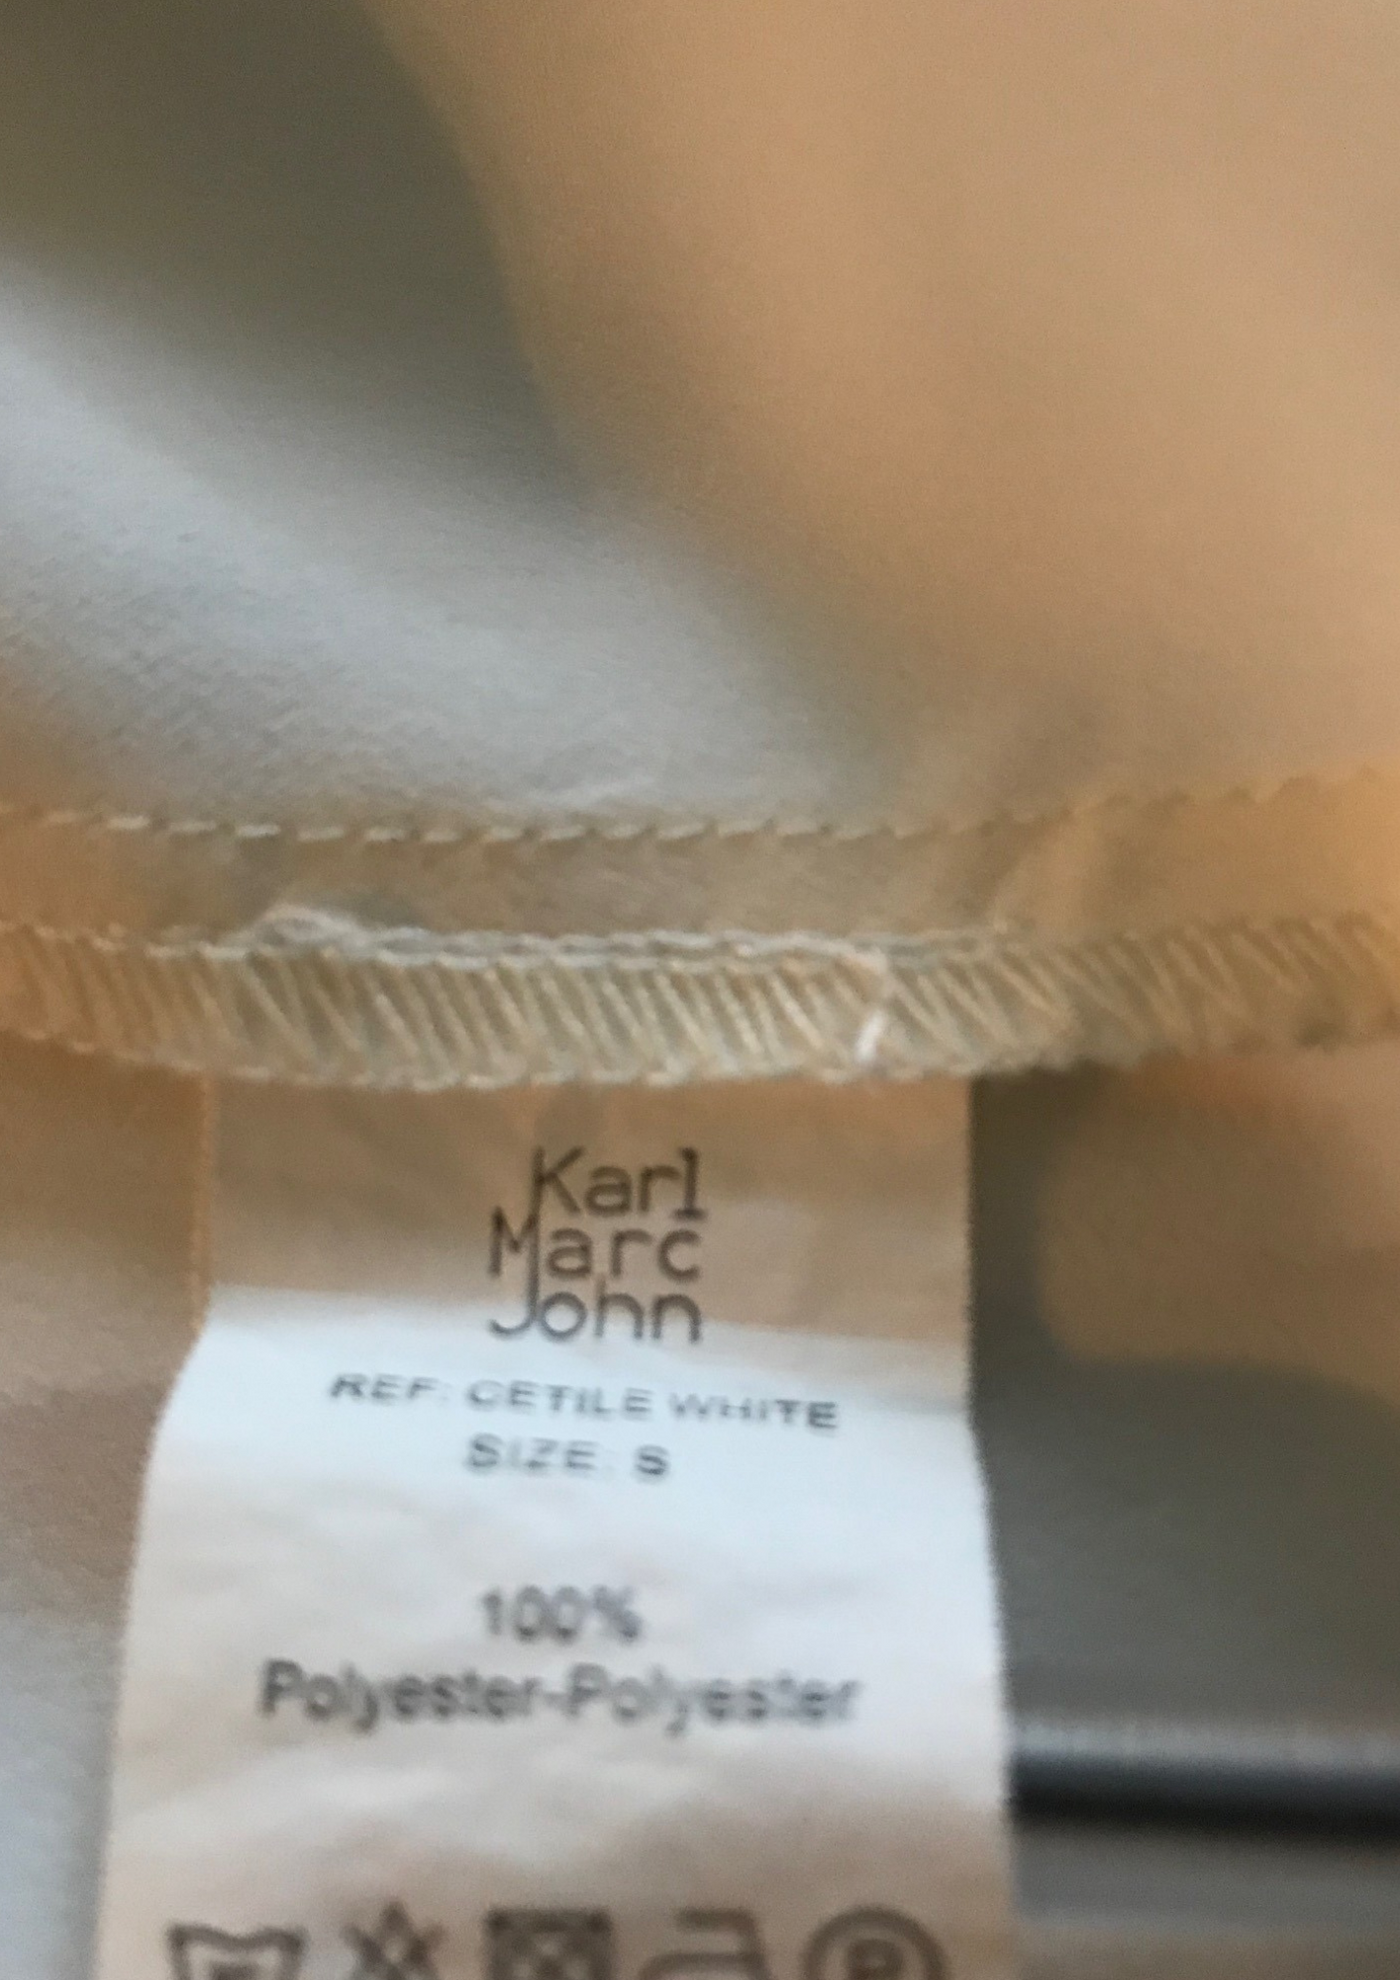 Karl
Marc
John
REF: CETILE WHITE
SIZE: S
100%
Polyester-Polyester